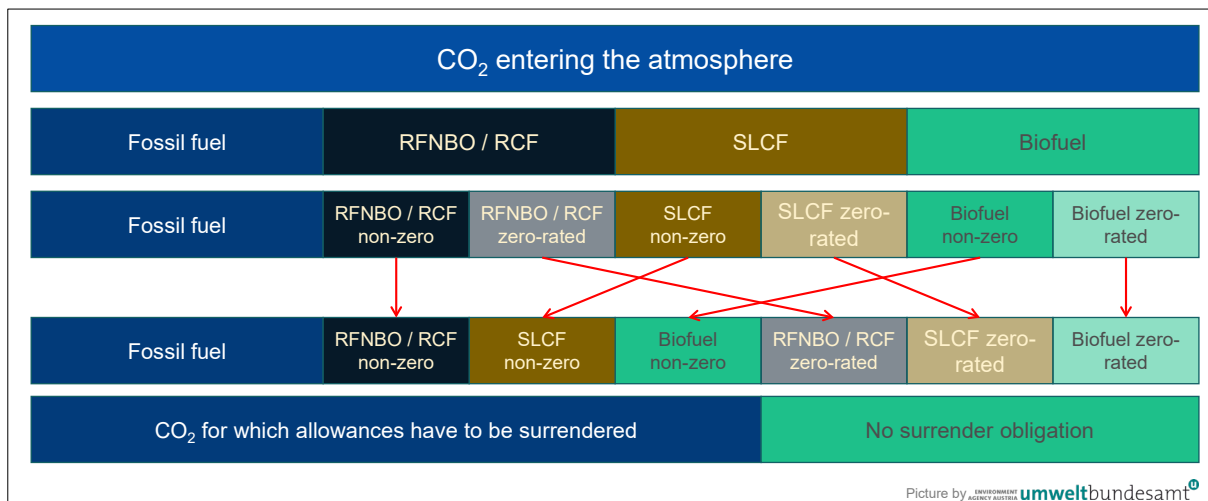 CO₂ entering the atmosphere
Fossil fuel RFNBO / RCF SLCF Biofuel
Fossil fuel
RFNBO / RCF
non-zero
RFNBO / RCF
zero-rated
SLCF
non-zero
SLCF zero-
rated
Biofuel
non-zero
Biofuel zero-
rated
Fossil fuel
RFNBO / RCF
non-zero
SLCF
non-zero
Biofuel
non-zero
RFNBO / RCF
zero-rated
SLCF zero-
rated
Biofuel zero-
rated
CO₂ for which allowances have to be surrendered
No surrender obligation
Picture by ENVIRONMENT AGENCY AUSTRIA umweltbundesamt u